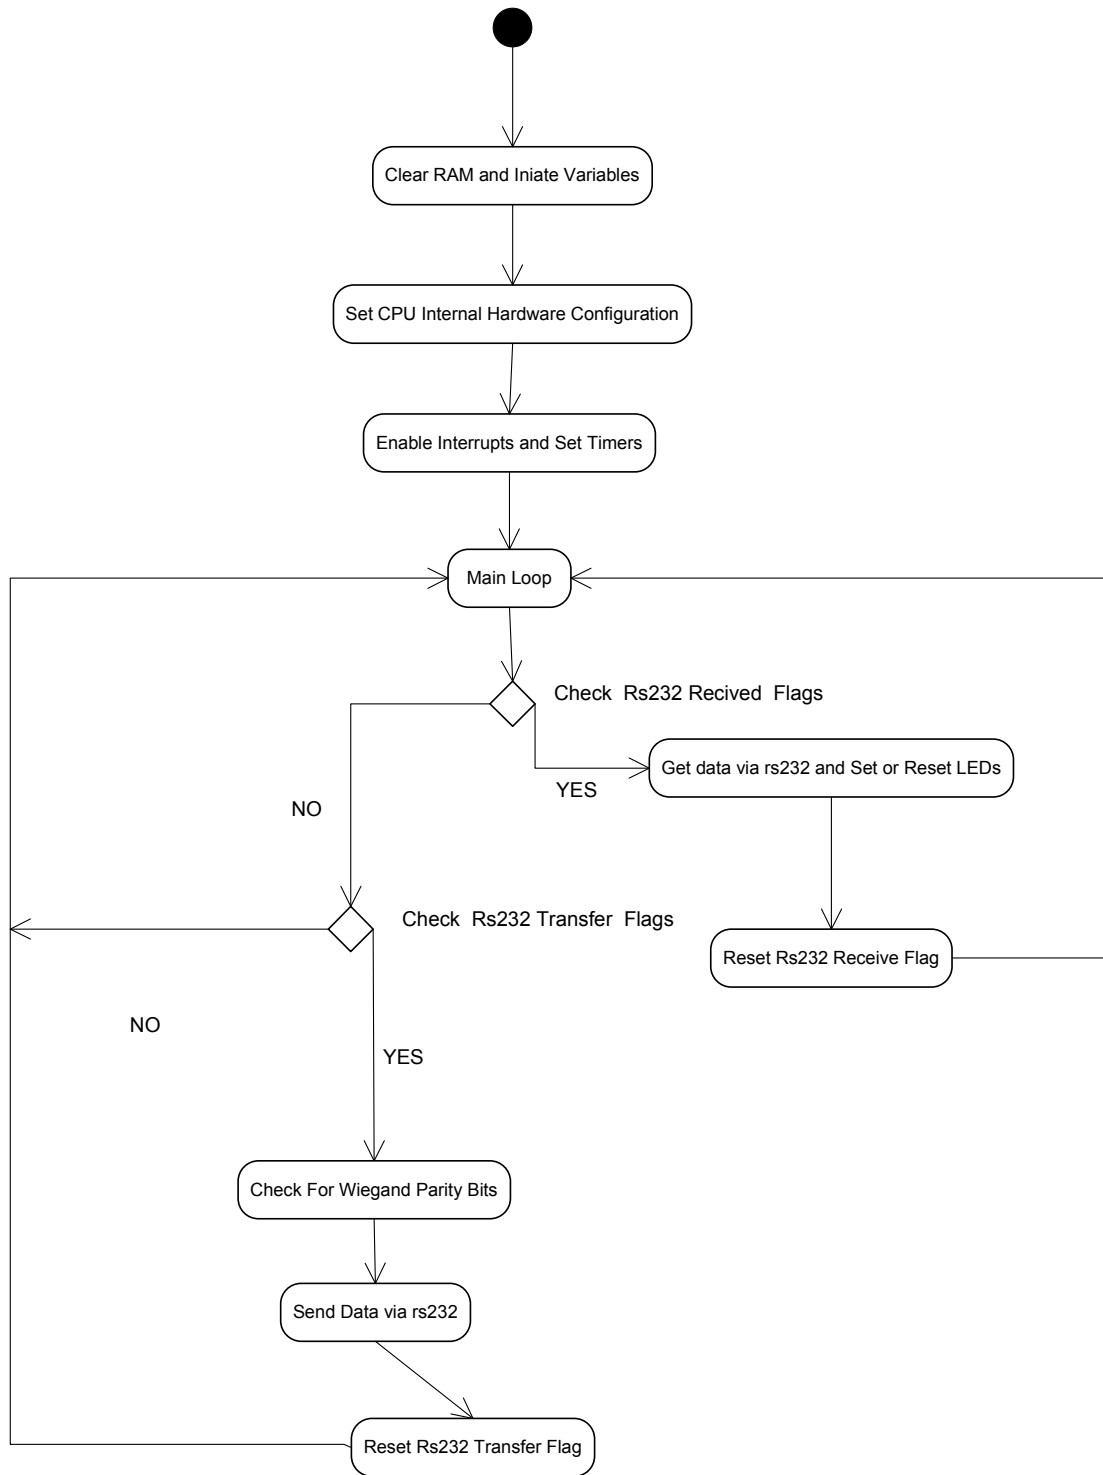 Clear RAM and Iniate Variables
Set CPU Internal Hardware Configuration
Enable Interrupts and Set Timers
Main Loop
Check Rs232 Recived Flags
Get data via rs232 and Set or Reset LEDs
YES
NO
Check Rs232 Transfer Flags
Reset Rs232 Receive Flag
NO
YES
Check For Wiegand Parity Bits
Send Data via rs232
Reset Rs232 Transfer Flag